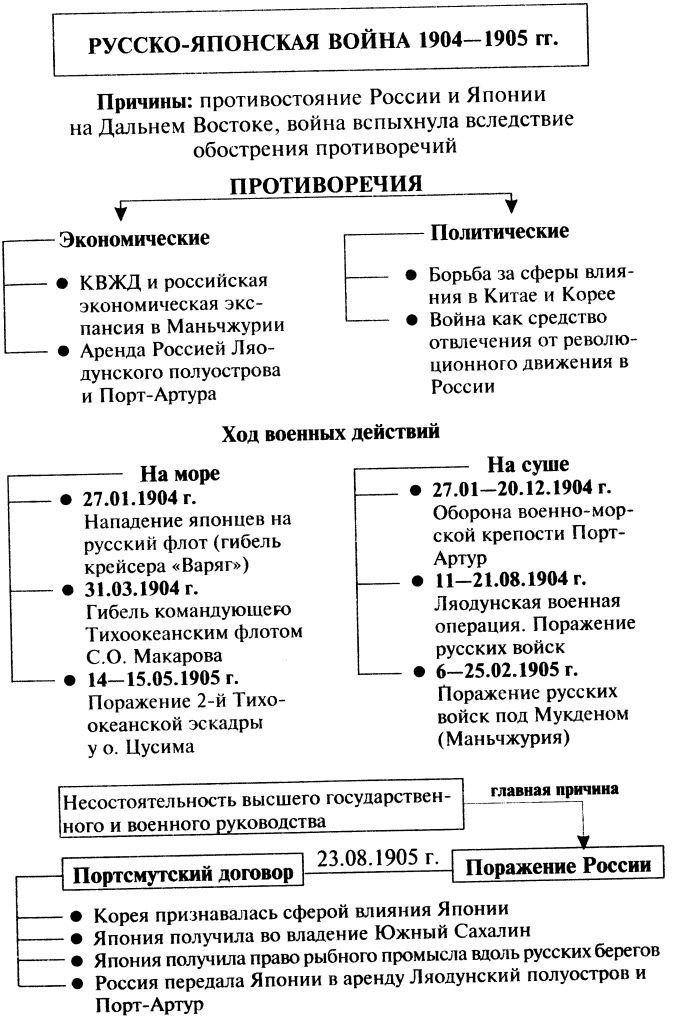 РУССКО-ЯПОНСКАЯ ВОЙНА 1904—1905 гг.
Причины: противостояние России и Японии
на Дальнем Востоке, война вспыхнула вследствие
обострения противоречий
ПРОТИВОРЕЧИЯ
Экономические
КВЖД и российская
экономическая экс-
пансия в Маньчжурии
Аренда Россией Ляо-
дунского полуострова
и Порт-Артура
Политические
Борьба за сферы влия-
ния в Китае и Корее
Война как средство
отвлечения от револю-
ционного движения в
России
Ход военных действий
На море
27.01.1904 г.
Нападение японцев на
русский флот (гибель
крейсера «Варяг»)
31.03.1904 г.
Гибель командующего
Тихоокеанским флотом
С.О. Макарова
14—15.05.1905 г.
Поражение 2-й Тихо-
океанской эскадры
у о. Цусима
На суше
27.01—20.12.1904 г.
Оборона военно-мор-
ской крепости Порт-
Артур
11—21.08.1904 г.
Ляодунская военная
операция. Поражение
русских войск
6—25.02.1905 г.
Поражение русских
войск под Мукденом
(Маньчжурия)
Несостоятельность высшего государствен-
ного и военного руководства
главная причина
Портсмутский договор
23.08.1905 г.
Поражение России
Корея признавалась сферой влияния Японии
Япония получила во владение Южный Сахалин
Япония получила право рыбного промысла вдоль русских берегов
Россия передала Японии в аренду Ляодунский полуостров и
Порт-Артур